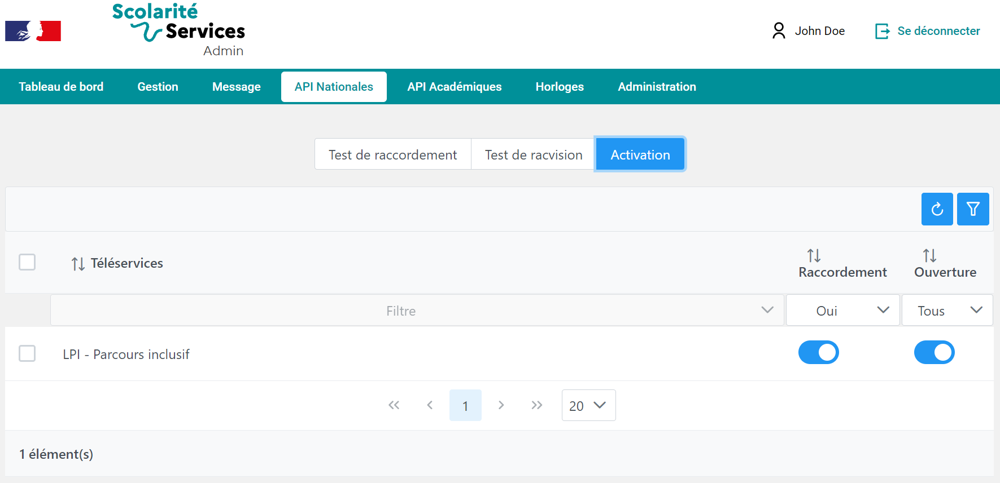 Scolarité
Services
Admin
John Doe
Se déconnecter
Tableau de bord
Gestion
Message
API Nationales
API Académiques
Horloges
Administration
Test de raccordement
Test de racvision
Activation
Téléservices
Raccordement
Ouverture
Filtre
Oui
Tous
LPI - Parcours inclusif
1
20
1 élément(s)